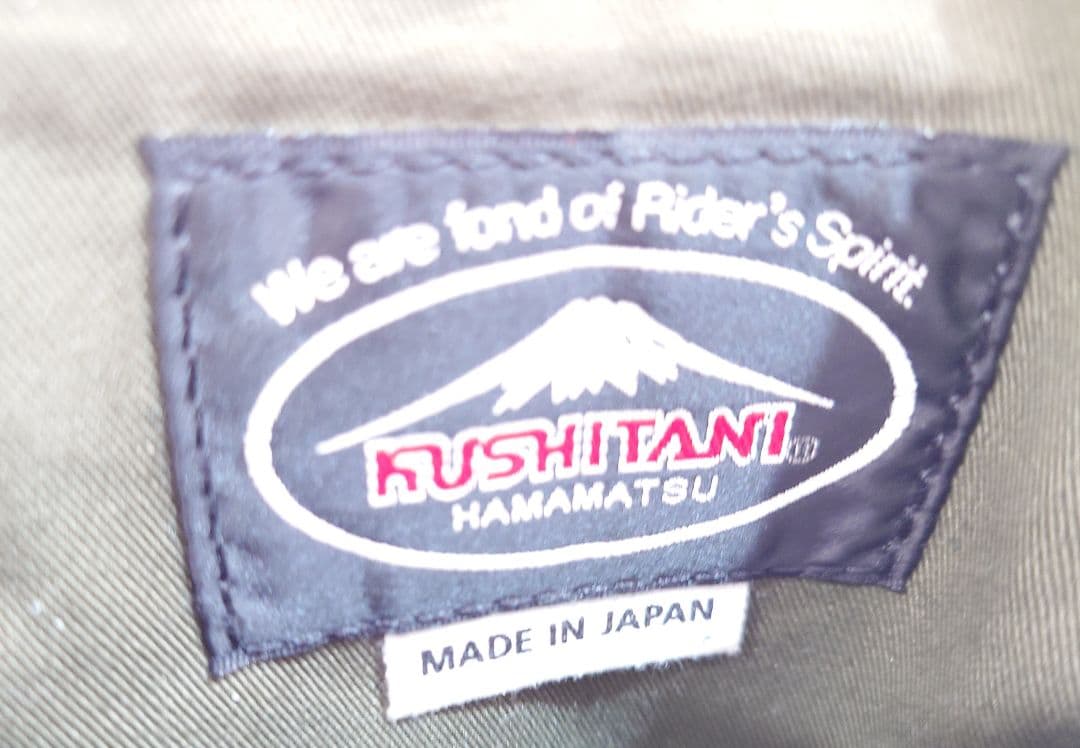 We are fond of Rider's Spirit.
KUSHITANI®
HAMAMATSU
MADE IN JAPAN